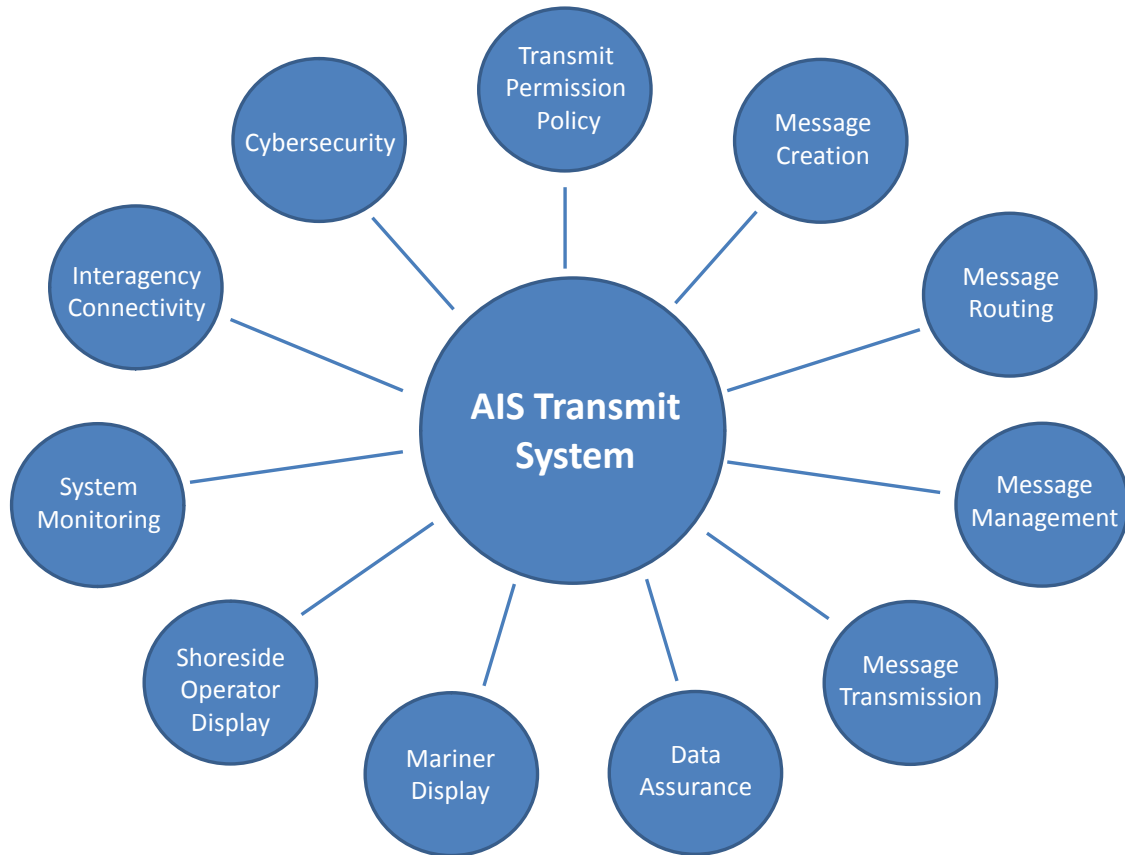 Transmit
Permission
Policy
Message
Creation
Message
Routing
Message
Management
Message
Transmission
Data
Assurance
Mariner
Display
Shoreside
Operator
Display
System
Monitoring
Interagency
Connectivity
Cybersecurity
AIS Transmit
System